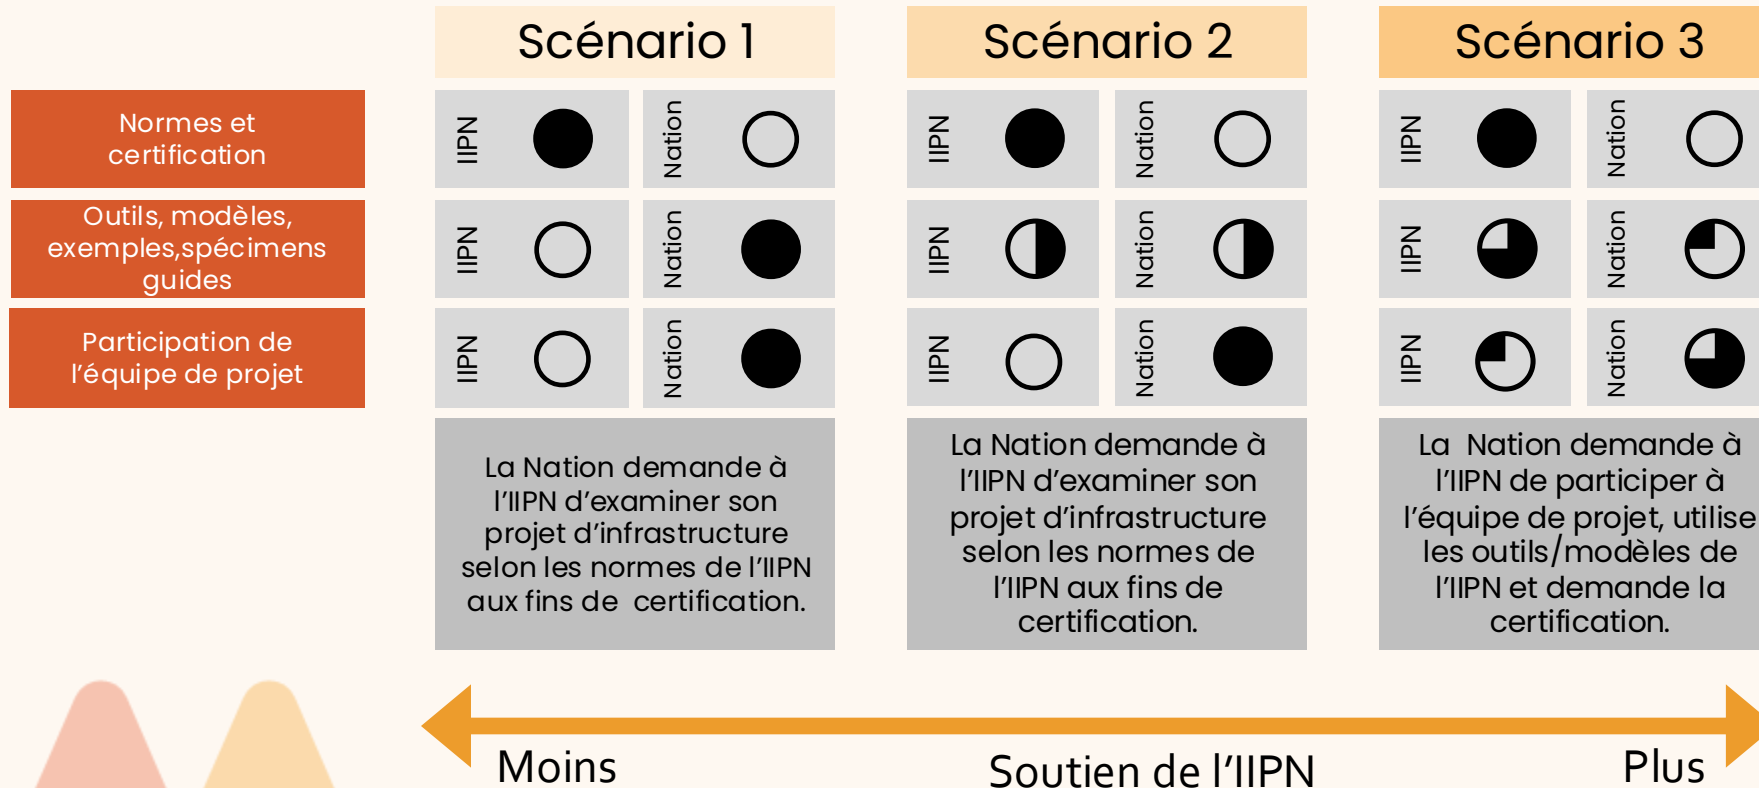 Scénario 1
Scénario 2
Scénario 3
Normes et
certification
IIPN
Nation
IIPN
Nation
IIPN
Nation
Outils, modèles,
exemples,spécimens
guides
IIPN
Nation
IIPN
Nation
IIPN
Nation
Participation de
l’équipe de projet
IIPN
Nation
IIPN
Nation
IIPN
Nation
La Nation demande à
l’IIPN d’examiner son
projet d’infrastructure
selon les normes de l’IIPN
aux fins de certification.
La Nation demande à
l’IIPN d’examiner son
projet d’infrastructure
selon les normes de
l’IIPN aux fins de
certification.
La Nation demande à
l’IIPN de participer à
l’équipe de projet, utilise
les outils/modèles de
l’IIPN et demande la
certification.
Moins
Soutien de l’IIPN
Plus